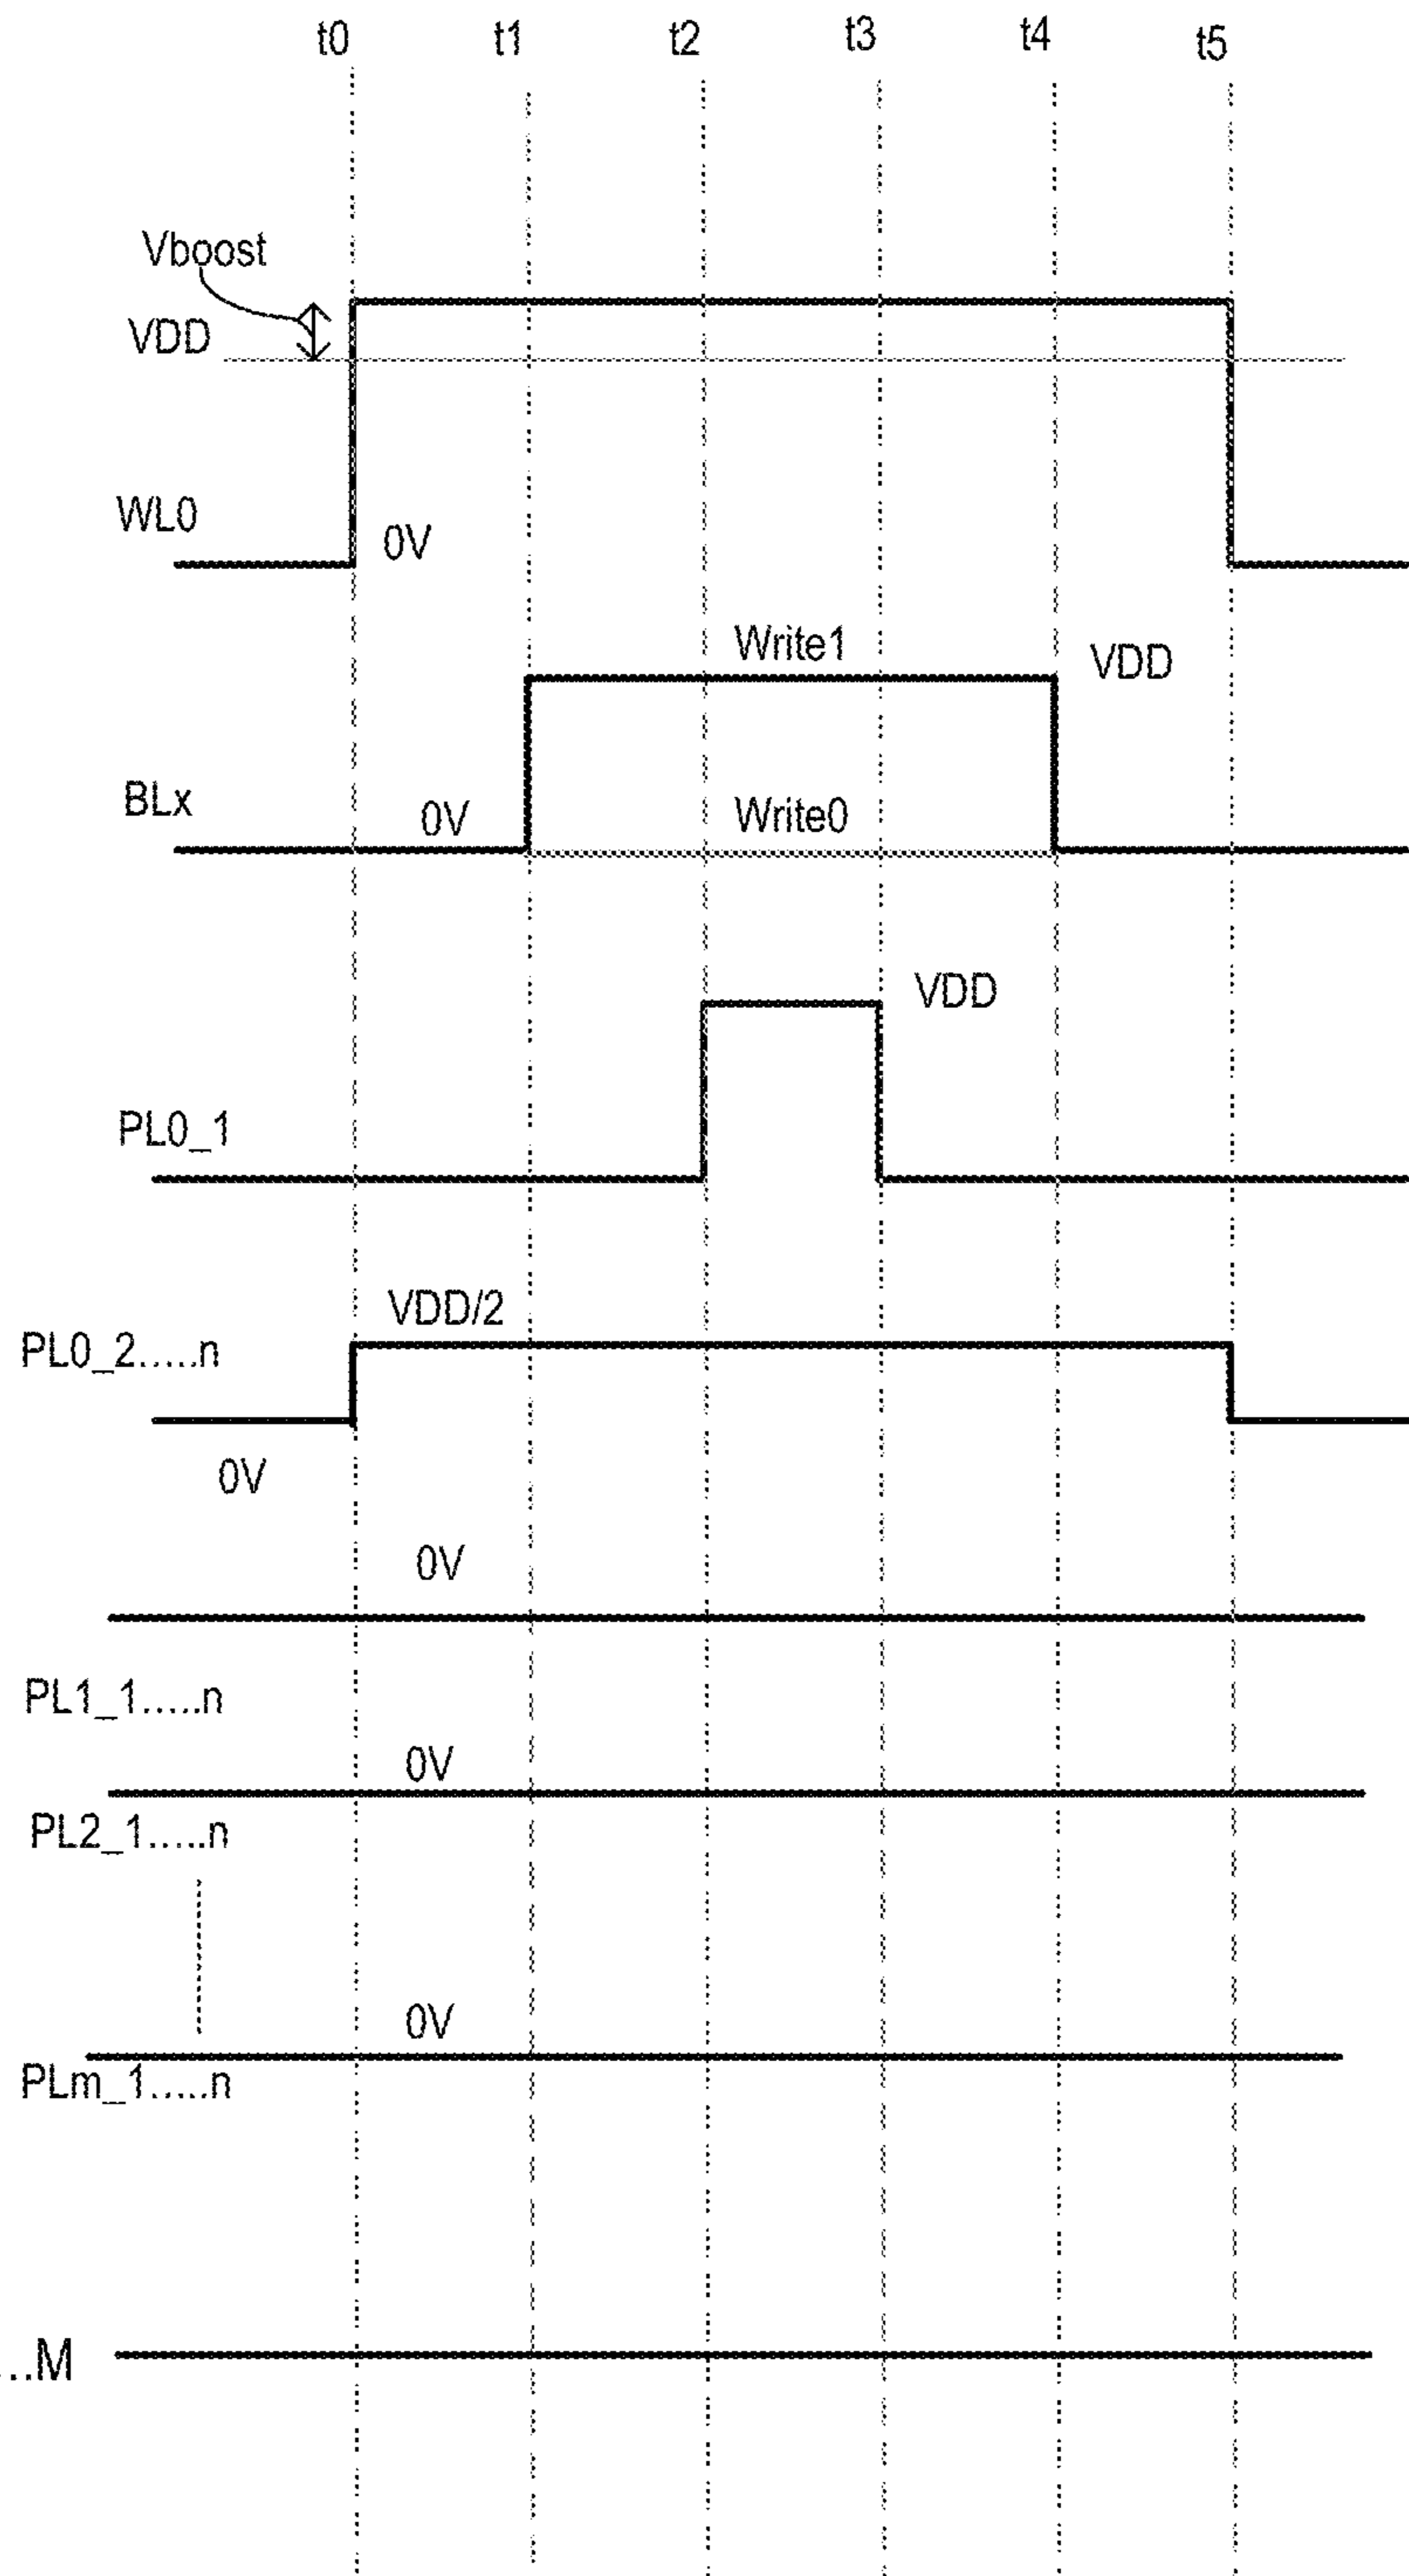 t0 t1 t2 t3 t4 t5
Vboost
VDD
WL0
0V
Write1
VDD
BLx
0V
Write0
VDD
PL0_1
VDD/2
PL0_2.....n
0V
0V
PL1_1.....n
0V
PL2_1.....n
0V
PLm_1.....n
...M